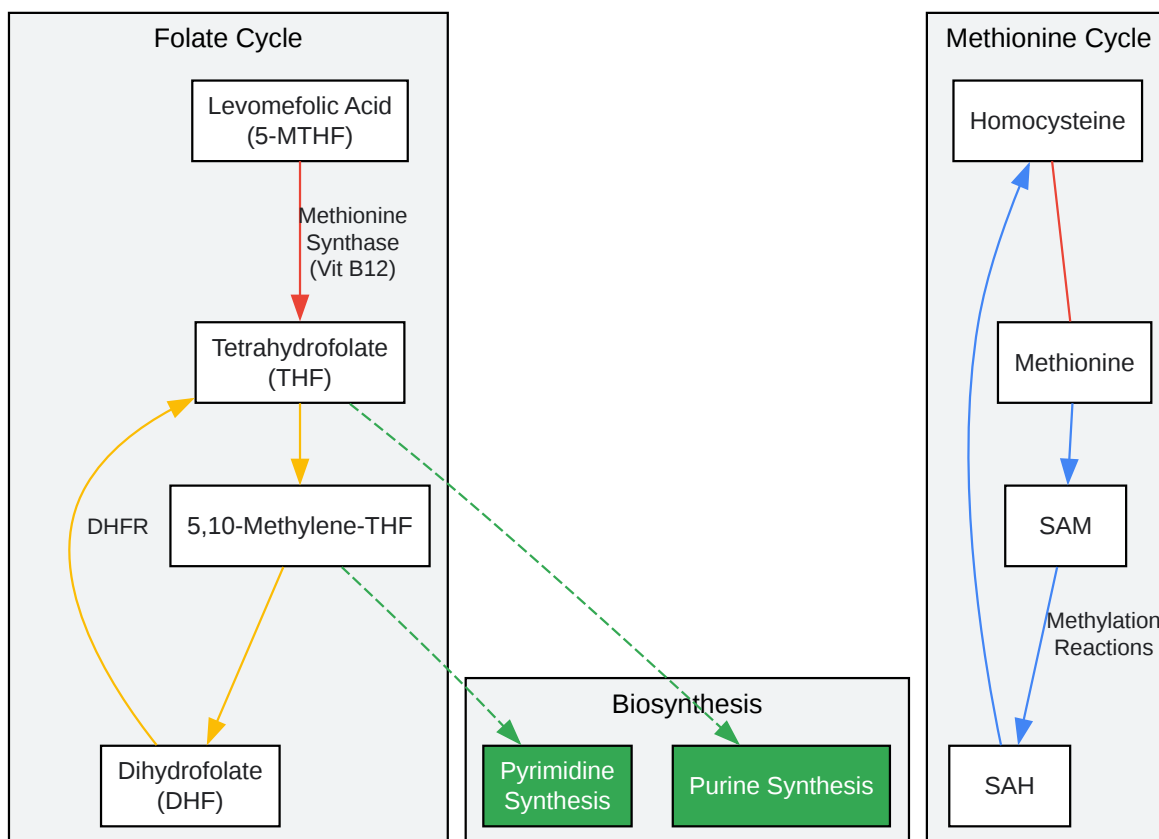 Folate Cycle
Levomefolic Acid
(5-MTHF)
Methionine
Synthase
(Vit B12)
Tetrahydrofolate
(THF)
DHFR
5,10-Methylene-THF
Dihydrofolate
(DHF)
Biosynthesis
Pyrimidine
Synthesis
Purine Synthesis
Methionine Cycle
Homocysteine
Methionine
SAM
Methylation
Reactions
SAH